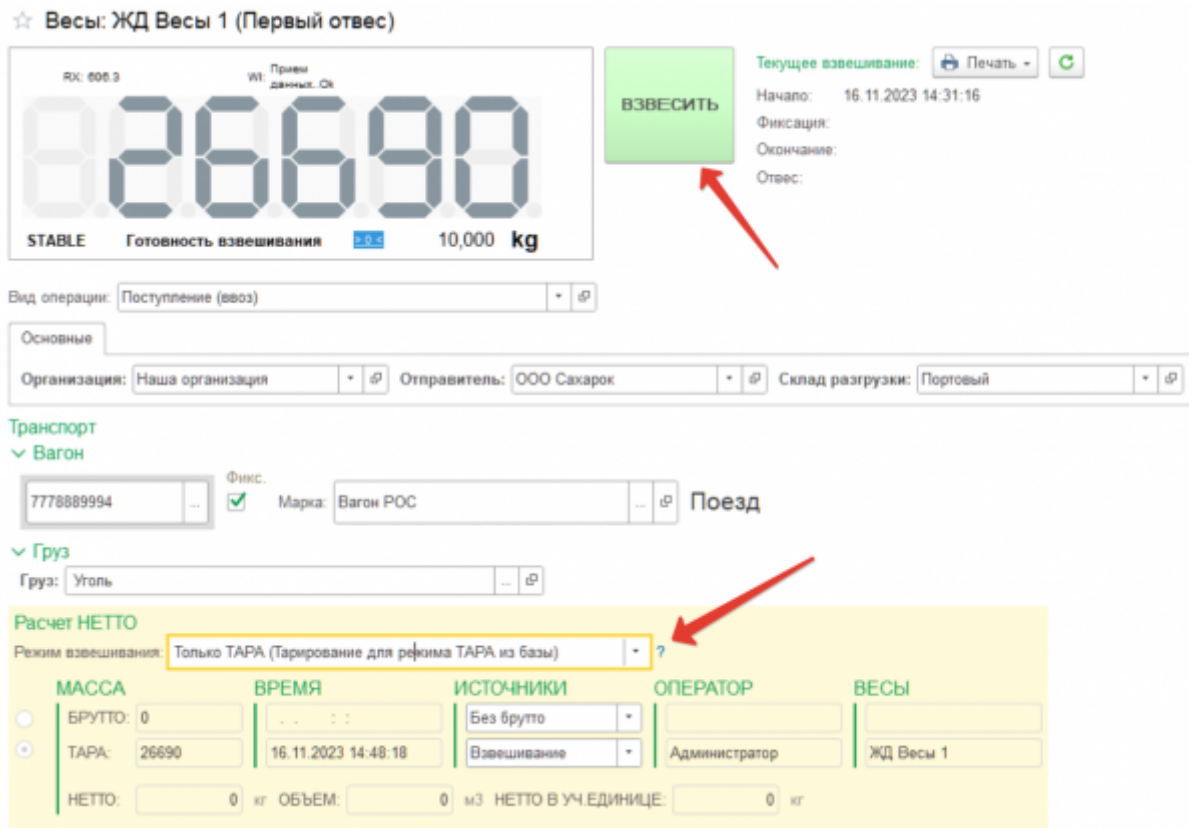 Весы: ЖД Весы 1 (Первый отвес)
RX: 606.3 WI: Прием данных..Ok
26690
STABLE Готовность взвешивания > 0 < 10,000 kg
ВЗВЕСИТЬ
Текущее взвешивание: Печать
Начало: 16.11.2023 14:31:16
Фиксация:
Окончание:
Отвес:
Вид операции: Поступление (ввоз)
Основные
Организация: Наша организация Отправитель: ООО Сахарок Склад разгрузки: Портовый
Транспорт
Вагон
Фикс.
7778889994 ... Марка: Вагон РОС ... Поезд
Груз
Груз: Уголь ...
Расчет НЕТТО
Режим взвешивания: Только ТАРА (Тарирование для режима ТАРА из базы) ?
МАССА ВРЕМЯ ИСТОЧНИКИ ОПЕРАТОР ВЕСЫ
БРУТТО: 0 . . : : Без брутто
ТАРА: 26690 16.11.2023 14:48:18 Взвешивание Администратор ЖД Весы 1
НЕТТО: 0 кг ОБЪЕМ: 0 м3 НЕТТО В УЧ.ЕДИНИЦЕ: 0 кг